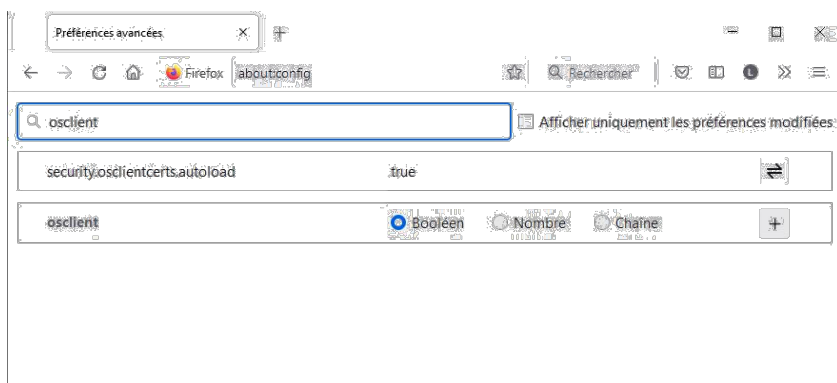 Préférences avancées
Firefox about:config Rechercher L
osclient Afficher uniquement les préférences modifiées
security.osclientcerts.autoload true
osclient Booléen Nombre Chaîne